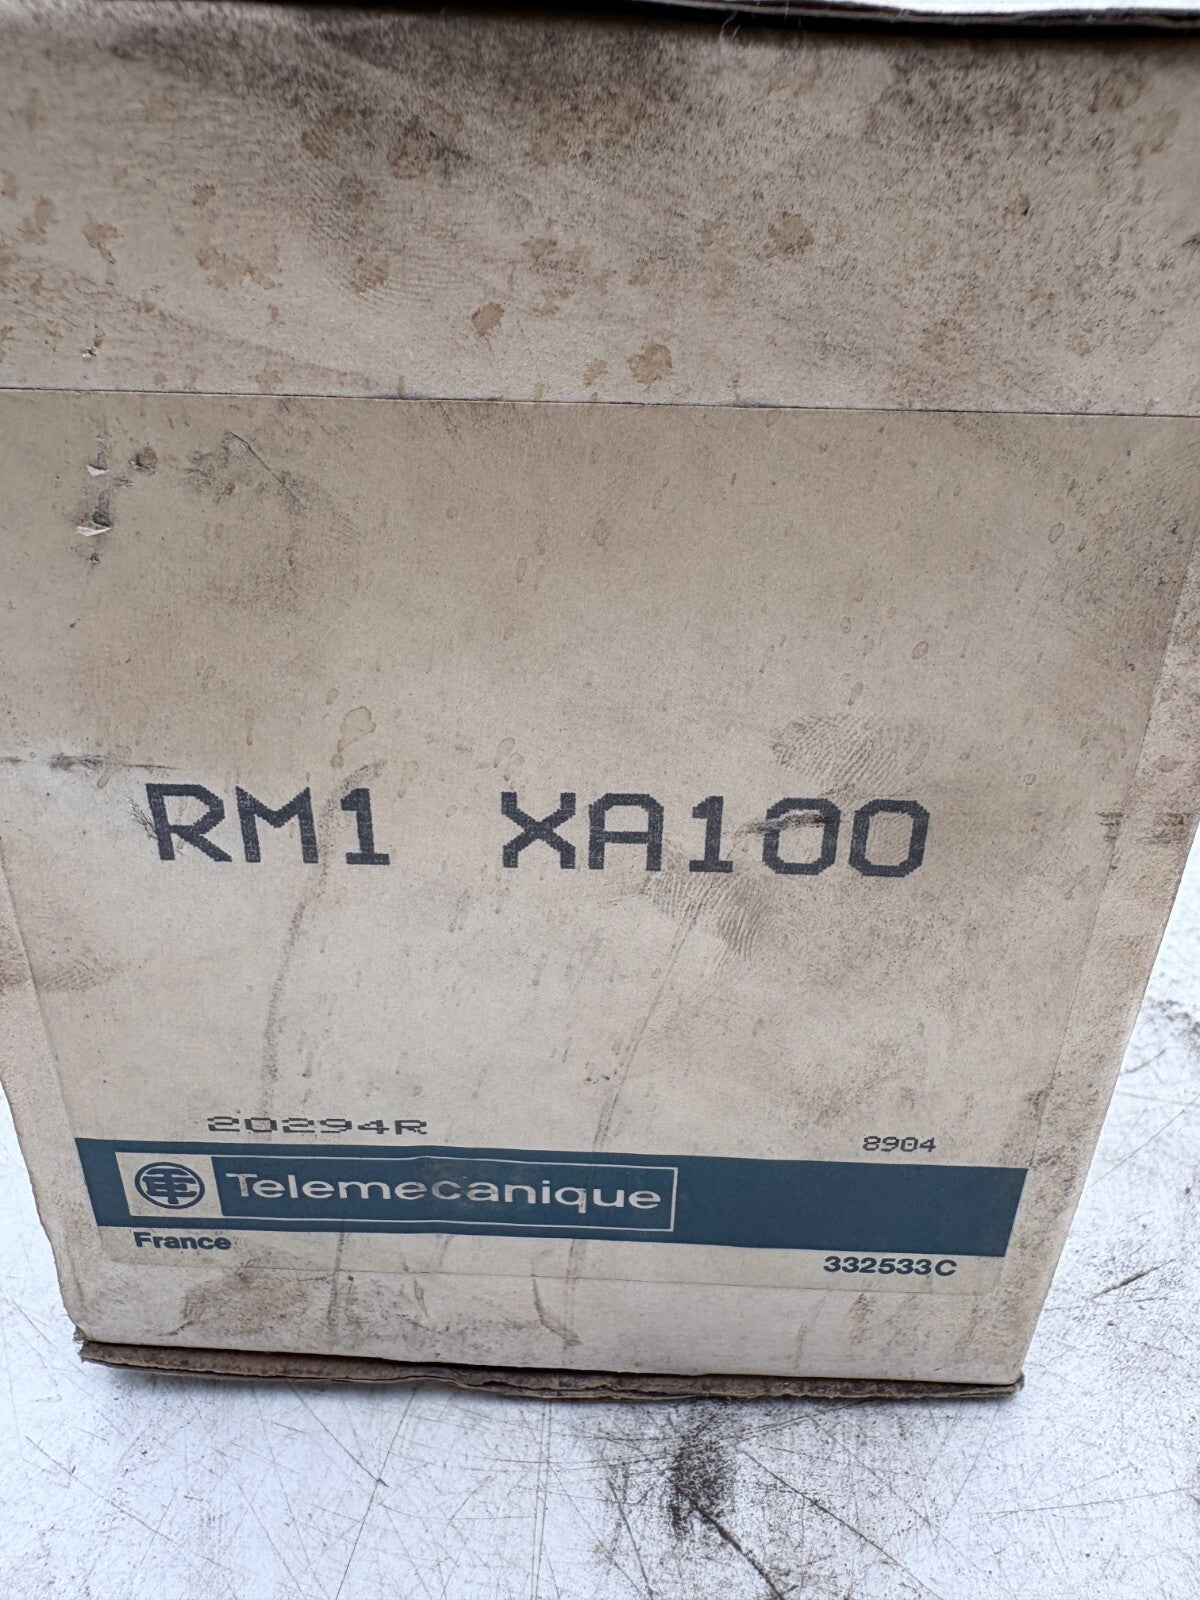 RM1 XA100
20294R
8904
Telemecanique
France
332533C